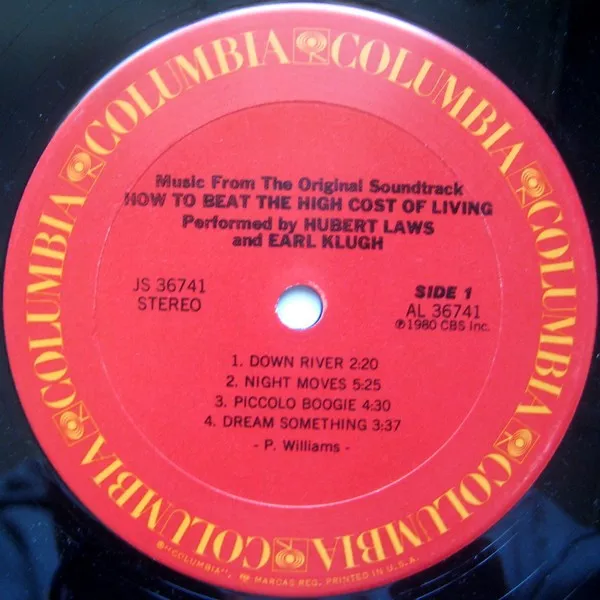 COLUMBIA COLUMBIA COLUMBIA COLUMBIA COLUMBIA COLUMBIA
Music From The Original Soundtrack
HOW TO BEAT THE HIGH COST OF LIVING
Performed by HUBERT LAWS
and EARL KLUGH
JS 36741
STEREO
SIDE 1
AL 36741
℗1980 CBS Inc.
1. DOWN RIVER 2:20
2. NIGHT MOVES 5:25
3. PICCOLO BOOGIE 4:30
4. DREAM SOMETHING 3:37
- P. Williams -
®"COLUMBIA", MARCAS REG. PRINTED IN U.S.A.